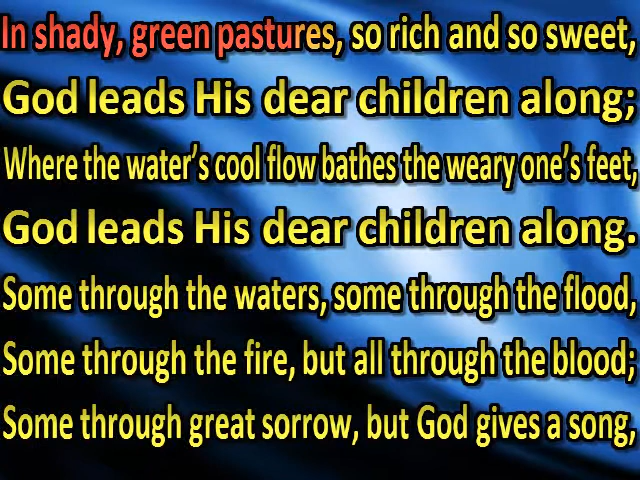 In shady, green pastures, so rich and so sweet,
God leads His dear children along;
Where the water's cool flow bathes the weary one's feet,
God leads His dear children along.
Some through the waters, some through the flood,
Some through the fire, but all through the blood;
Some through great sorrow, but God gives a song,